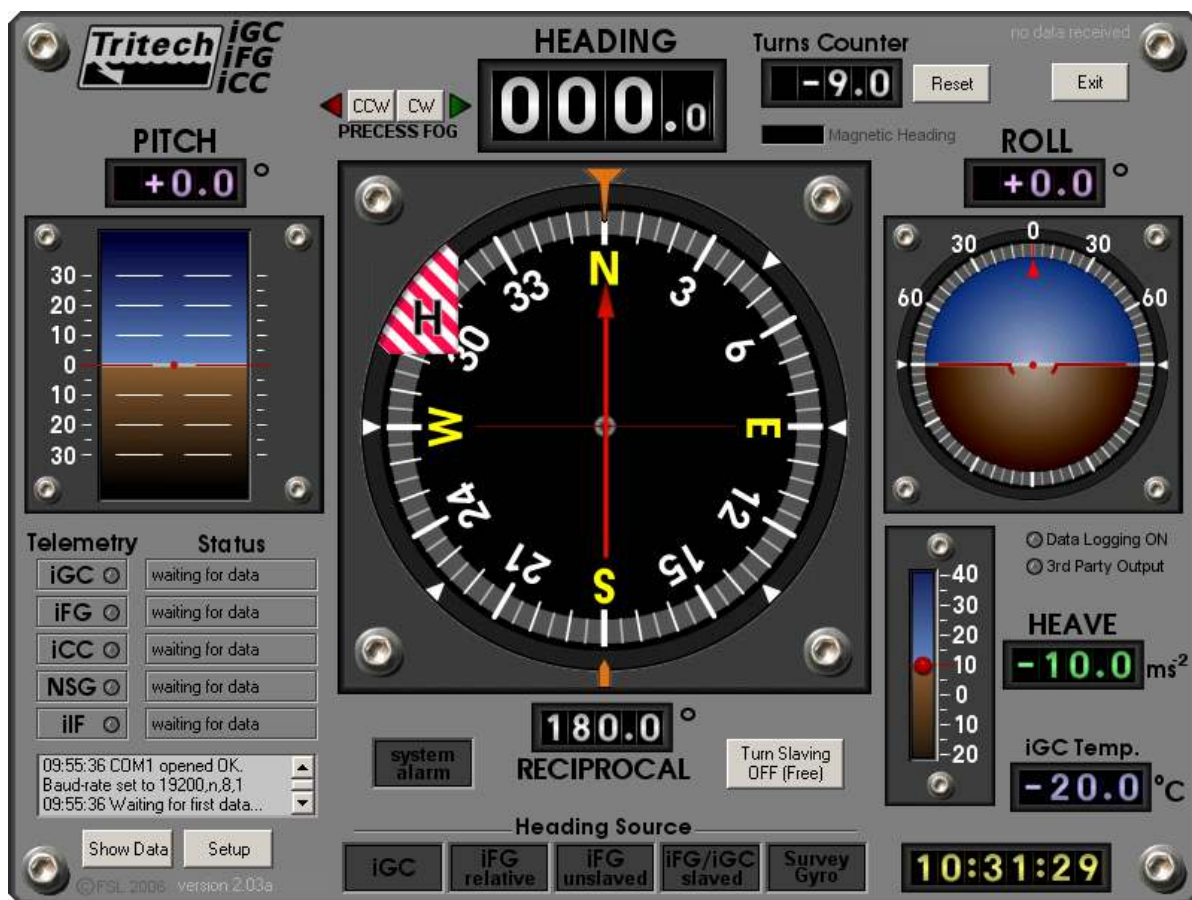 Tritech
iGC
iFG
iCC
HEADING
000.0
CCW
CW
PRECESS FOG
Turns Counter
-9.0
Reset
Exit
no data received
Magnetic Heading
PITCH
+0.0 °
ROLL
+0.0 °
30
20
10
0
10
20
30
N
3
6
E
12
15
S
21
24
W
30
33
H
0
30
30
60
60
Telemetry
Status
iGC
waiting for data
iFG
waiting for data
iCC
waiting for data
NSG
waiting for data
iIF
waiting for data
09:55:36 COM1 opened OK.
Baud-rate set to 19200,n,8,1
09:55:36 Waiting for first data...
Show Data
Setup
©FSL 2006 version 2.03a
system
alarm
180.0 °
RECIPROCAL
Turn Slaving
OFF (Free)
Heading Source
iGC
iFG
relative
iFG
unslaved
iFG/iGC
slaved
Survey
Gyro
Data Logging ON
3rd Party Output
40
30
20
10
0
10
20
HEAVE
-10.0 ms-2
iGC Temp.
-20.0 °C
10:31:29